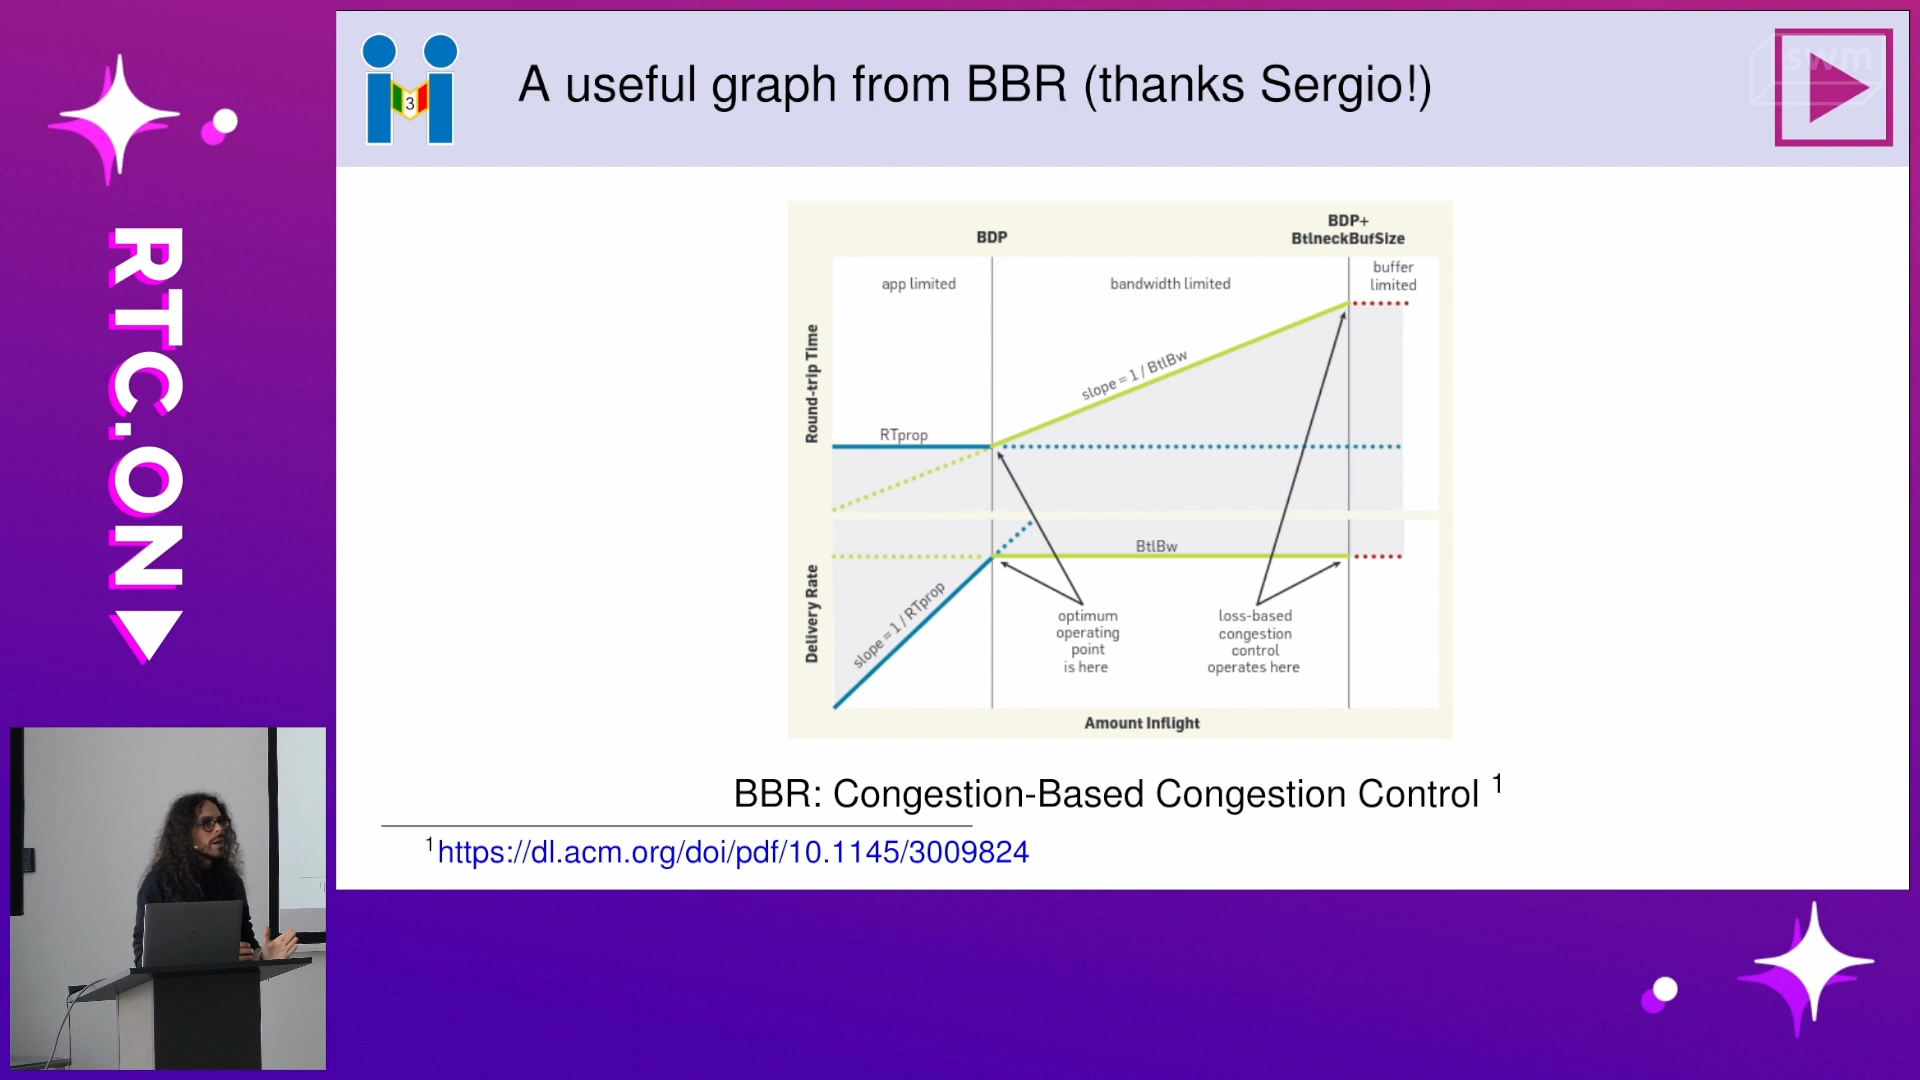 RTC.ON
3
A useful graph from BBR (thanks Sergio!)
swm
BDP
BDP+
BtlneckBufSize
app limited
bandwidth limited
buffer
limited
Round-trip Time
slope = 1 / BtlBw
RTprop
BtlBw
Delivery Rate
slope = 1 / RTprop
optimum
operating
point
is here
loss-based
congestion
control
operates here
Amount Inflight
BBR: Congestion-Based Congestion Control 1
1 https://dl.acm.org/doi/pdf/10.1145/3009824